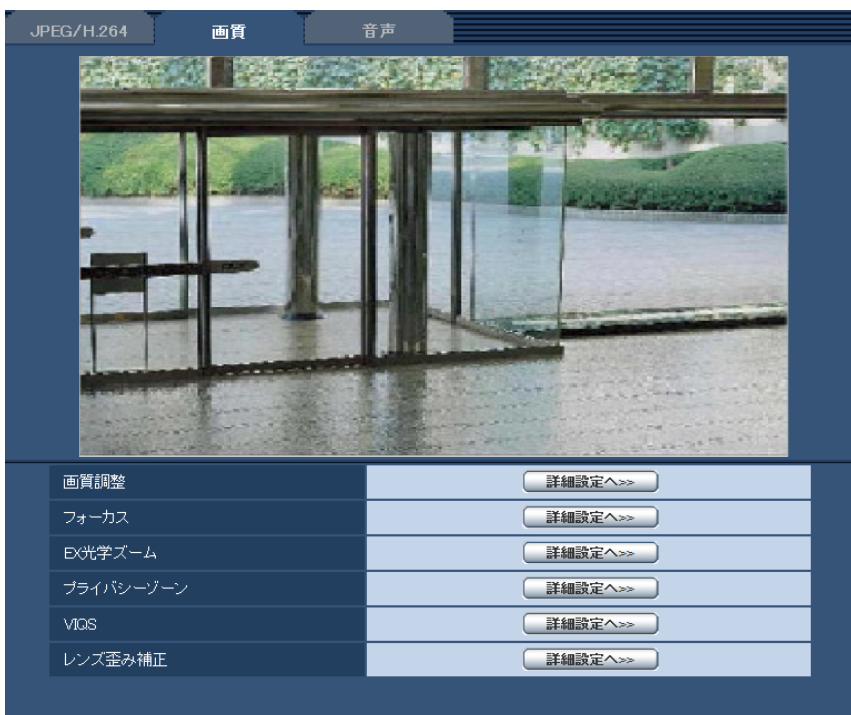 JPEG/H.264 画質 音声
画質調整 詳細設定へ>>
フォーカス 詳細設定へ>>
EX光学ズーム 詳細設定へ>>
プライバシーゾーン 詳細設定へ>>
VIQS 詳細設定へ>>
レンズ歪み補正 詳細設定へ>>